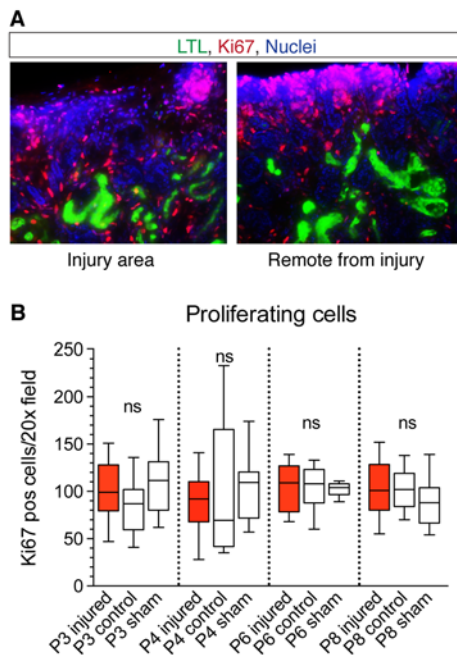 A
LTL, Ki67, Nuclei
Injury area
Remote from injury
B
Proliferating cells
Ki67 pos cells/20x field
250
200
150
100
50
0
ns
ns
ns
ns
P3 injured
P3 control
P3 sham
P4 injured
P4 control
P4 sham
P6 injured
P6 control
P6 sham
P8 injured
P8 control
P8 sham